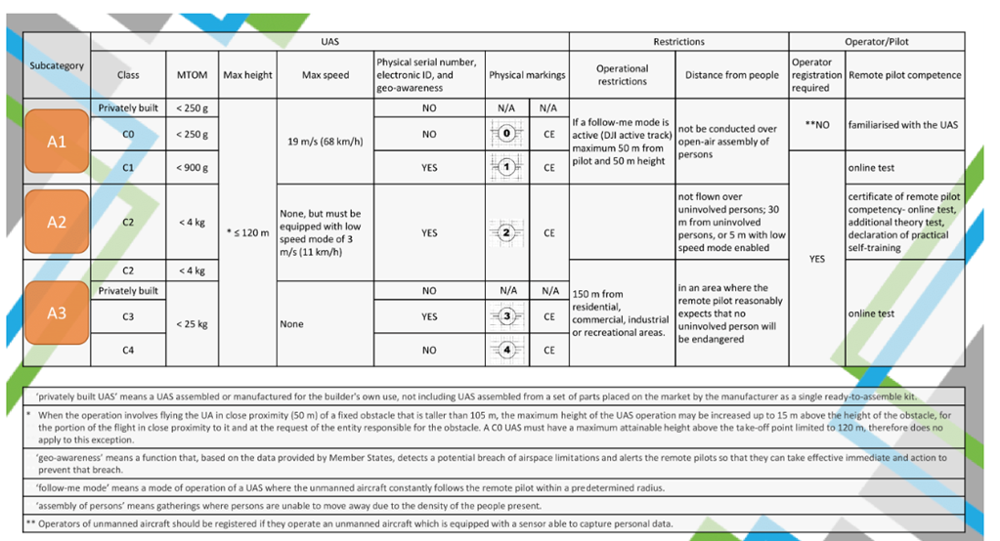 UAS
Restrictions
Operator/Pilot
Subcategory
Class
MTOM
Max height
Max speed
Physical serial number,
electronic ID, and
geo-awareness
Physical markings
Operational
restrictions
Distance from people
Operator
registration
required
Remote pilot competence
A1
Privately built
< 250 g
NO
N/A
N/A
C0
< 250 g
19 m/s (68 km/h)
NO
0
CE
If a follow-me mode is
active (DJI active track)
maximum 50 m from
pilot and 50 m height
not be conducted over
open-air assembly of
persons
**NO
familiarised with the UAS
C1
< 900 g
YES
1
CE
online test
A2
C2
< 4 kg
* ≤ 120 m
None, but must be
equipped with low
speed mode of 3
m/s (11 km/h)
YES
2
CE
not flown over
uninvolved persons; 30
m from uninvolved
persons, or 5 m with low
speed mode enabled
YES
certificate of remote pilot
competency- online test,
additional theory test,
declaration of practical
self-training
A3
C2
< 4 kg
Privately built
< 25 kg
None
NO
N/A
N/A
150 m from
residential,
commercial, industrial
or recreational areas.
in an area where the
remote pilot reasonably
expects that no
uninvolved person will
be endangered
online test
C3
YES
3
CE
C4
NO
4
CE
'privately built UAS' means a UAS assembled or manufactured for the builder's own use, not including UAS assembled from a set of parts placed on the market by the manufacturer as a single ready-to-assemble kit.
* When the operation involves flying the UA in close proximity (50 m) of a fixed obstacle that is taller than 105 m, the maximum height of the UAS operation may be increased up to 15 m above the height of the obstacle, for
the portion of the flight in close proximity to it and at the request of the entity responsible for the obstacle. A C0 UAS must have a maximum attainable height above the take-off point limited to 120 m, therefore does no
apply to this exception.
'geo-awareness' means a function that, based on the data provided by Member States, detects a potential breach of airspace limitations and alerts the remote pilots so that they can take effective immediate and action to
prevent that breach.
'follow-me mode' means a mode of operation of a UAS where the unmanned aircraft constantly follows the remote pilot within a predetermined radius.
'assembly of persons' means gatherings where persons are unable to move away due to the density of the people present.
** Operators of unmanned aircraft should be registered if they operate an unmanned aircraft which is equipped with a sensor able to capture personal data.